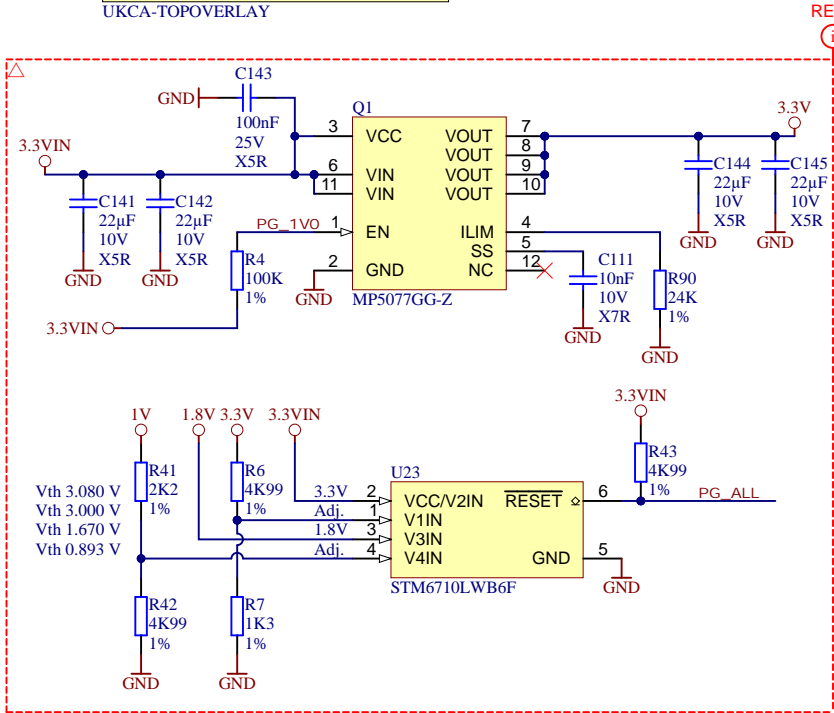 UKCA-TOPOVERLAY
RE
i
C143
GND
100nF
25V
X5R
Q1
3.3VIN
3.3V
3 VCC VOUT 7
VOUT 8
6 VIN VOUT 9
11 VIN VOUT 10
PG_1V0 1 EN ILIM 4
SS 5
2 GND NC 12
MP5077GG-Z
C141
22µF
10V
X5R
GND
C142
22µF
10V
X5R
GND
C144
22µF
10V
X5R
GND
C145
22µF
10V
X5R
GND
R4
100K
1%
3.3VIN
GND
C111
10nF
10V
X7R
GND
R90
24K
1%
GND
1V 1.8V 3.3V 3.3VIN
3.3VIN
R41
2K2
1%
R6
4K99
1%
R43
4K99
1%
Vth 3.080 V
Vth 3.000 V
Vth 1.670 V
Vth 0.893 V
U23
3.3V 2 VCC/V2IN RESET 6 PG_ALL
Adj. 1 V1IN
1.8V 3 V3IN
Adj. 4 V4IN GND 5
STM6710LWB6F
GND
R42
4K99
1%
GND
R7
1K3
1%
GND